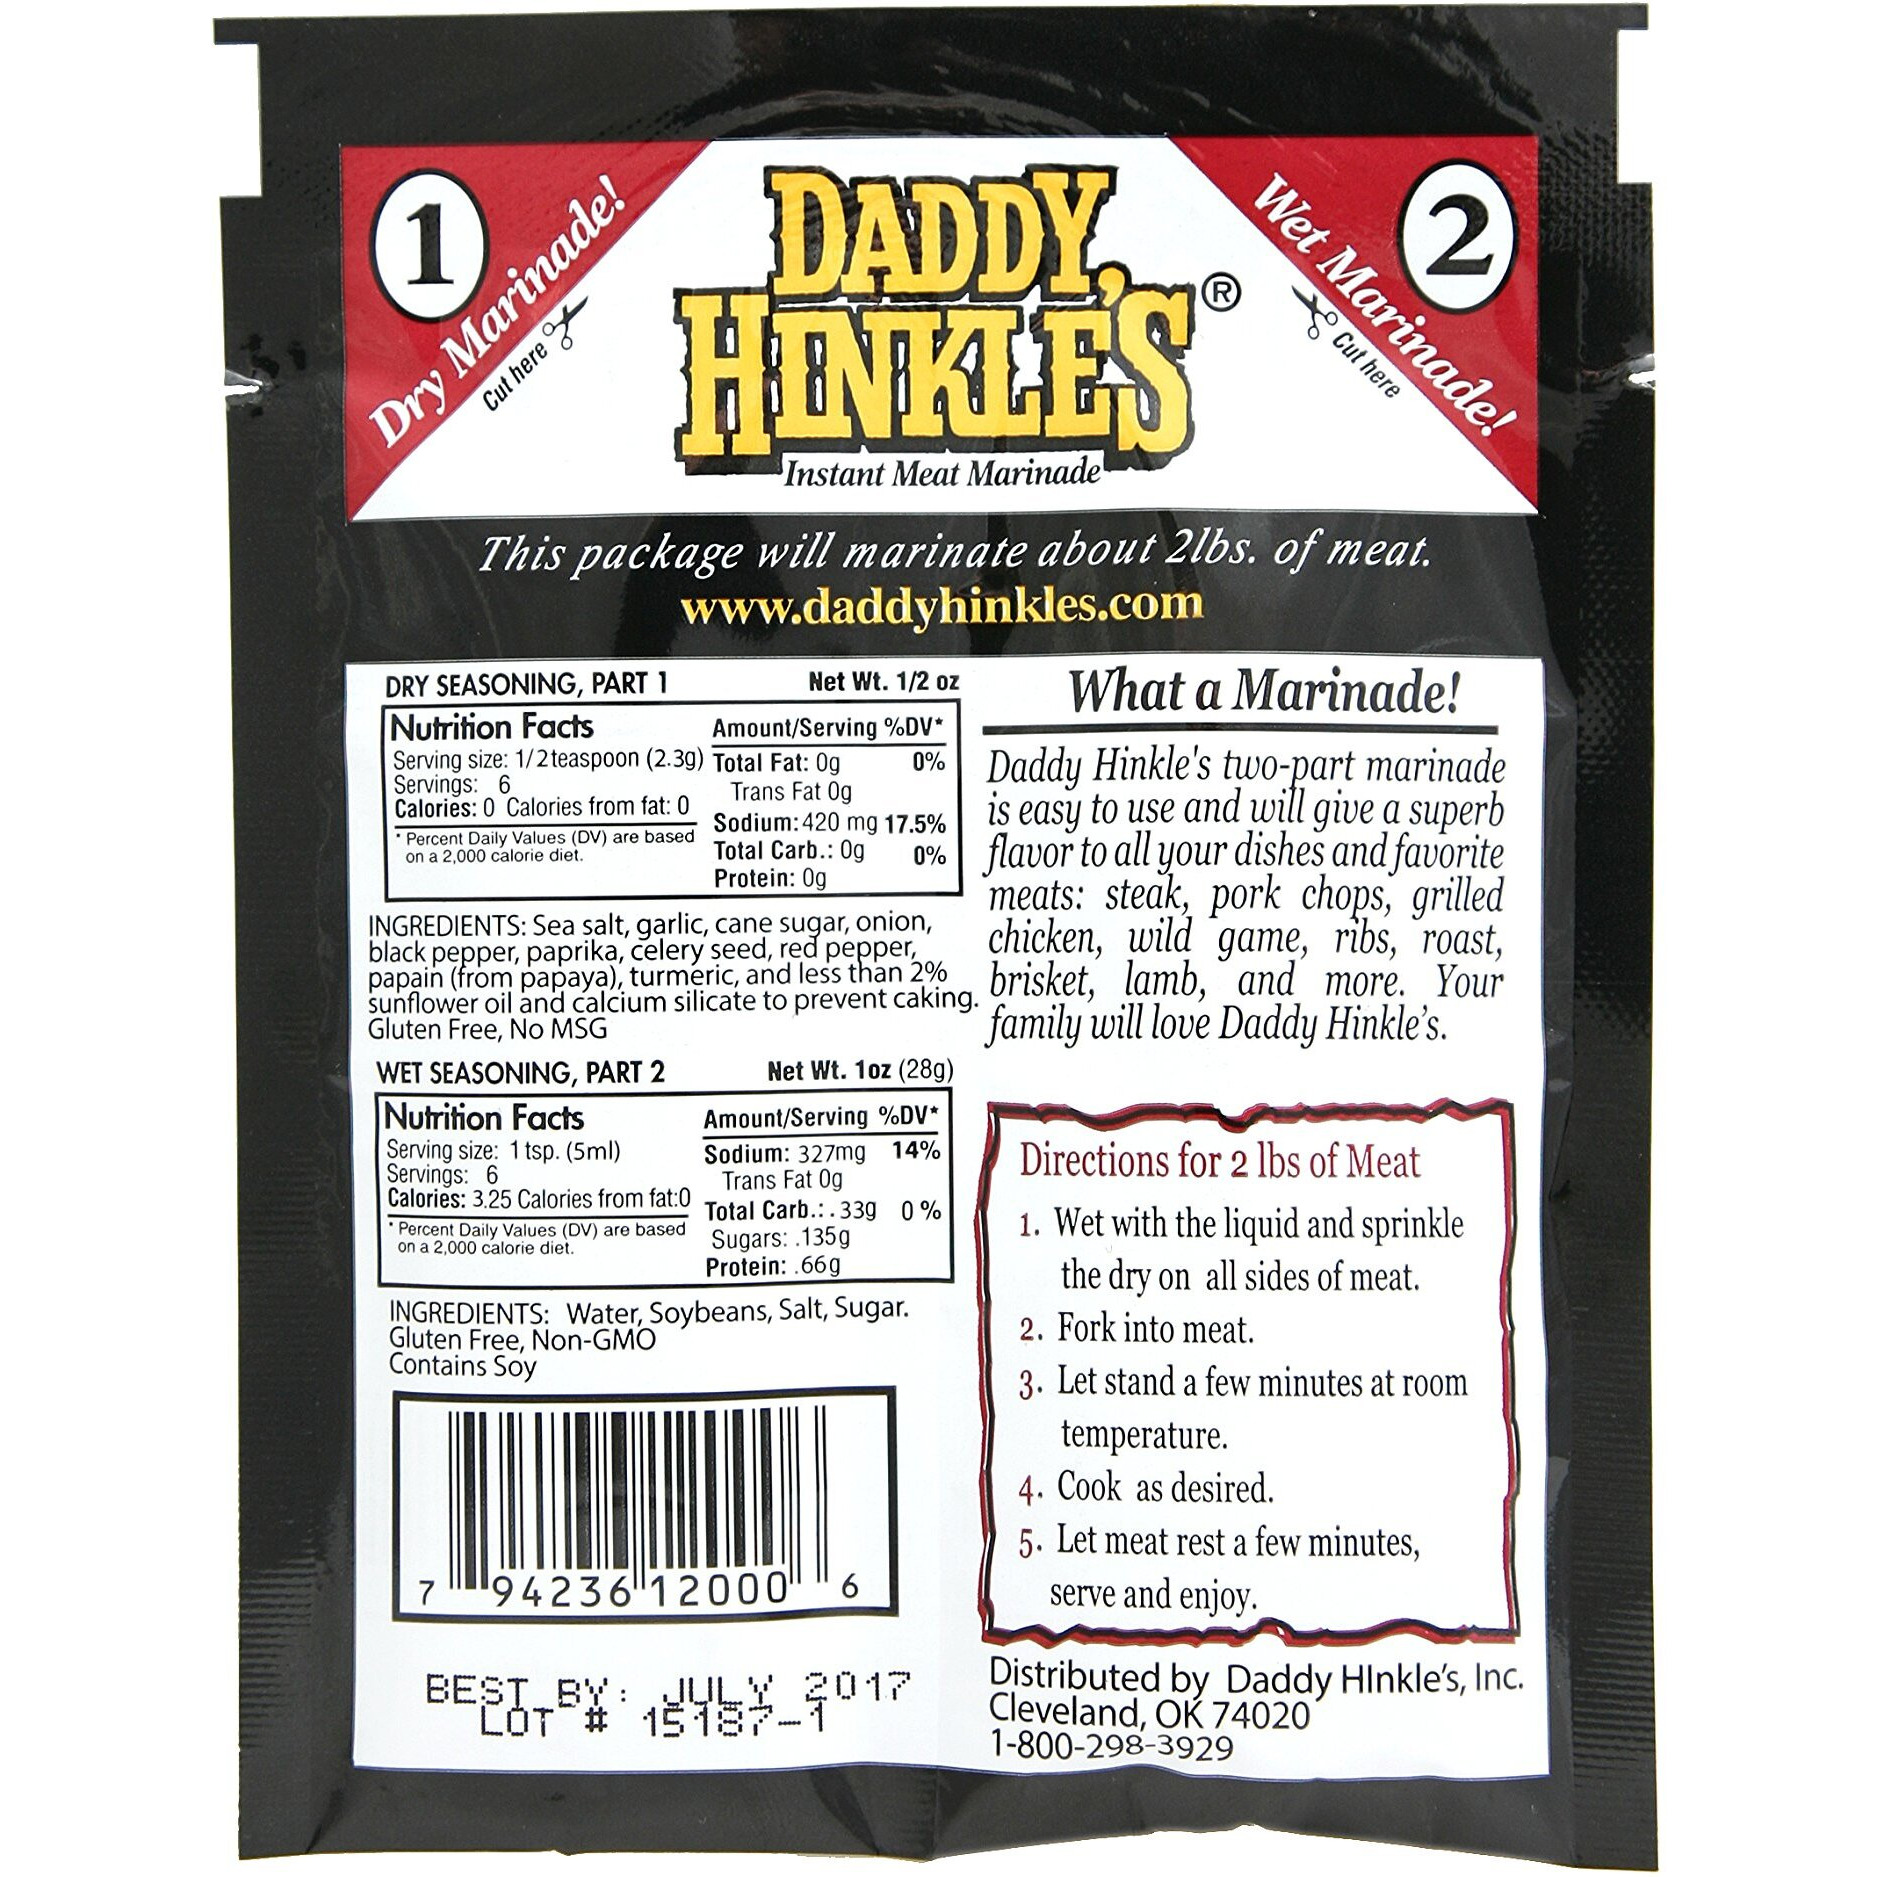 1
Dry Marinade!
Cut here
DADDY
HINKLE'S®
Instant Meat Marinade
2
Wet Marinade!
Cut here
This package will marinate about 2lbs. of meat.
www.daddyhinkles.com
DRY SEASONING, PART 1 Net Wt. 1/2 oz
Nutrition Facts
Serving size: 1/2 teaspoon (2.3g)
Servings: 6
Calories: 0 Calories from fat: 0
* Percent Daily Values (DV) are based
on a 2,000 calorie diet.
Amount/Serving %DV*
Total Fat: 0g 0%
Trans Fat 0g
Sodium: 420 mg 17.5%
Total Carb.: 0g 0%
Protein: 0g
INGREDIENTS: Sea salt, garlic, cane sugar, onion,
black pepper, paprika, celery seed, red pepper,
papain (from papaya), turmeric, and less than 2%
sunflower oil and calcium silicate to prevent caking.
Gluten Free, No MSG
WET SEASONING, PART 2 Net Wt. 1oz (28g)
Nutrition Facts
Serving size: 1 tsp. (5ml)
Servings: 6
Calories: 3.25 Calories from fat:0
* Percent Daily Values (DV) are based
on a 2,000 calorie diet.
Amount/Serving %DV*
Sodium: 327mg 14%
Trans Fat 0g
Total Carb.: .33g 0 %
Sugars: .135g
Protein: .66g
INGREDIENTS: Water, Soybeans, Salt, Sugar.
Gluten Free, Non-GMO
Contains Soy
7 94236 12000 6
BEST BY: JULY 2017
LOT # 15187-1
What a Marinade!
Daddy Hinkle's two-part marinade
is easy to use and will give a superb
flavor to all your dishes and favorite
meats: steak, pork chops, grilled
chicken, wild game, ribs, roast,
brisket, lamb, and more. Your
family will love Daddy Hinkle's.
Directions for 2 lbs of Meat
1. Wet with the liquid and sprinkle
the dry on all sides of meat.
2. Fork into meat.
3. Let stand a few minutes at room
temperature.
4. Cook as desired.
5. Let meat rest a few minutes,
serve and enjoy.
Distributed by Daddy HInkle's, Inc.
Cleveland, OK 74020
1-800-298-3929